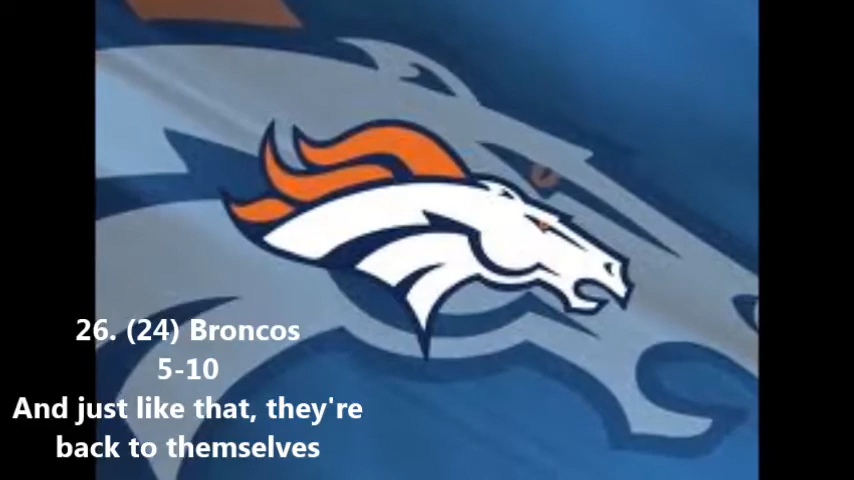 26. (24) Broncos
5-10
And just like that, they're
back to themselves